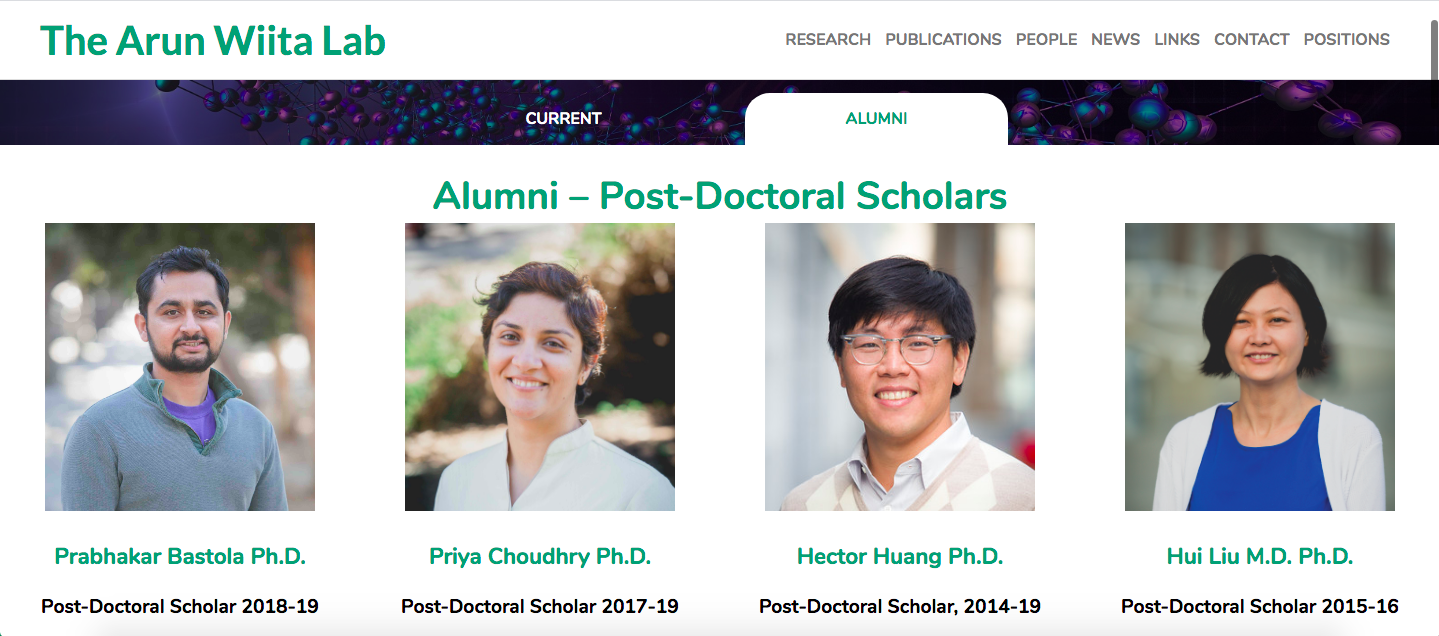 The Arun Wiita Lab
RESEARCH PUBLICATIONS PEOPLE NEWS LINKS CONTACT POSITIONS
CURRENT ALUMNI
Alumni – Post-Doctoral Scholars
Prabhakar Bastola Ph.D. Priya Choudhry Ph.D. Hector Huang Ph.D. Hui Liu M.D. Ph.D.
Post-Doctoral Scholar 2018-19 Post-Doctoral Scholar 2017-19 Post-Doctoral Scholar, 2014-19 Post-Doctoral Scholar 2015-16